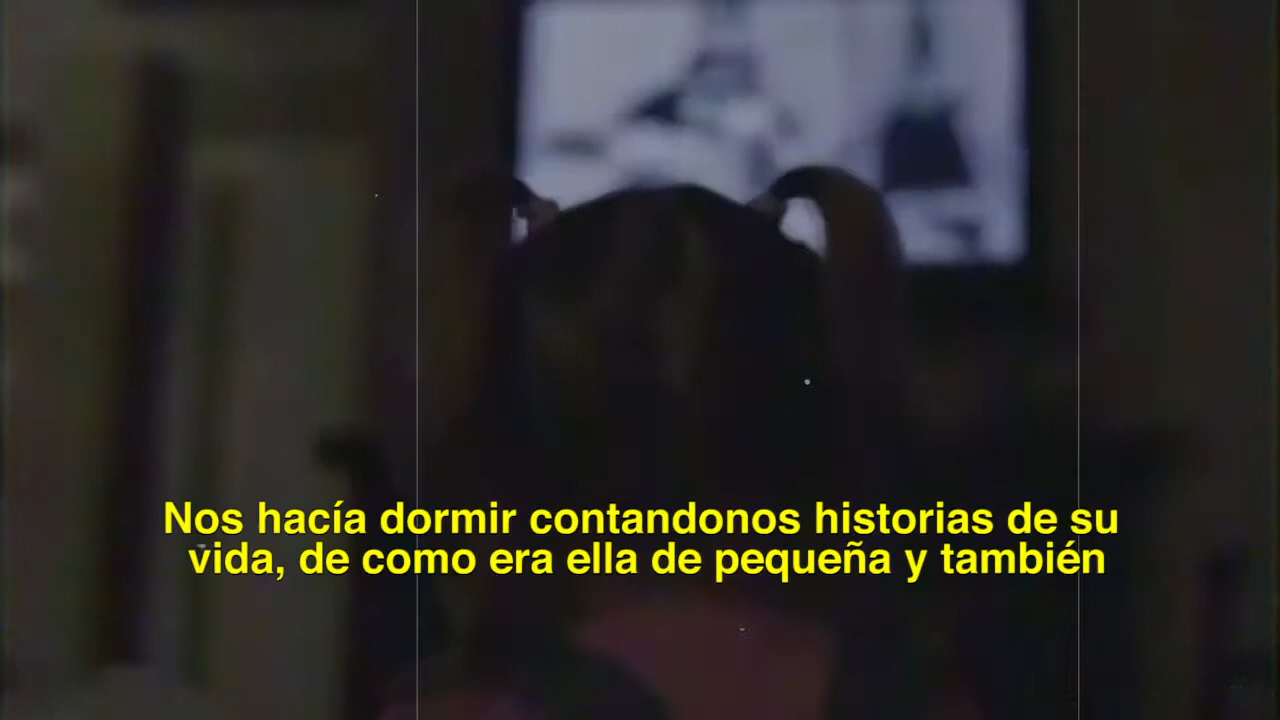 Nos hacía dormir contandonos historias de su
vida, de como era ella de pequeña y también